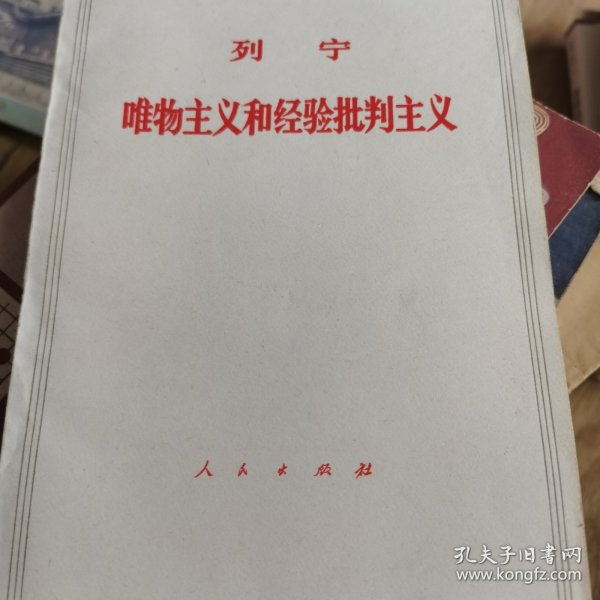 列 宁
唯物主义和经验批判主义
人民出版社
孔夫子旧书网
www.kongfz.com